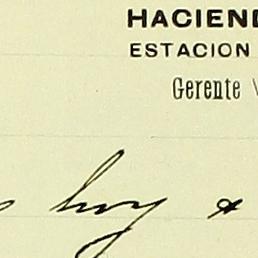 HACIEND
ESTACION
Gerente
hoy a